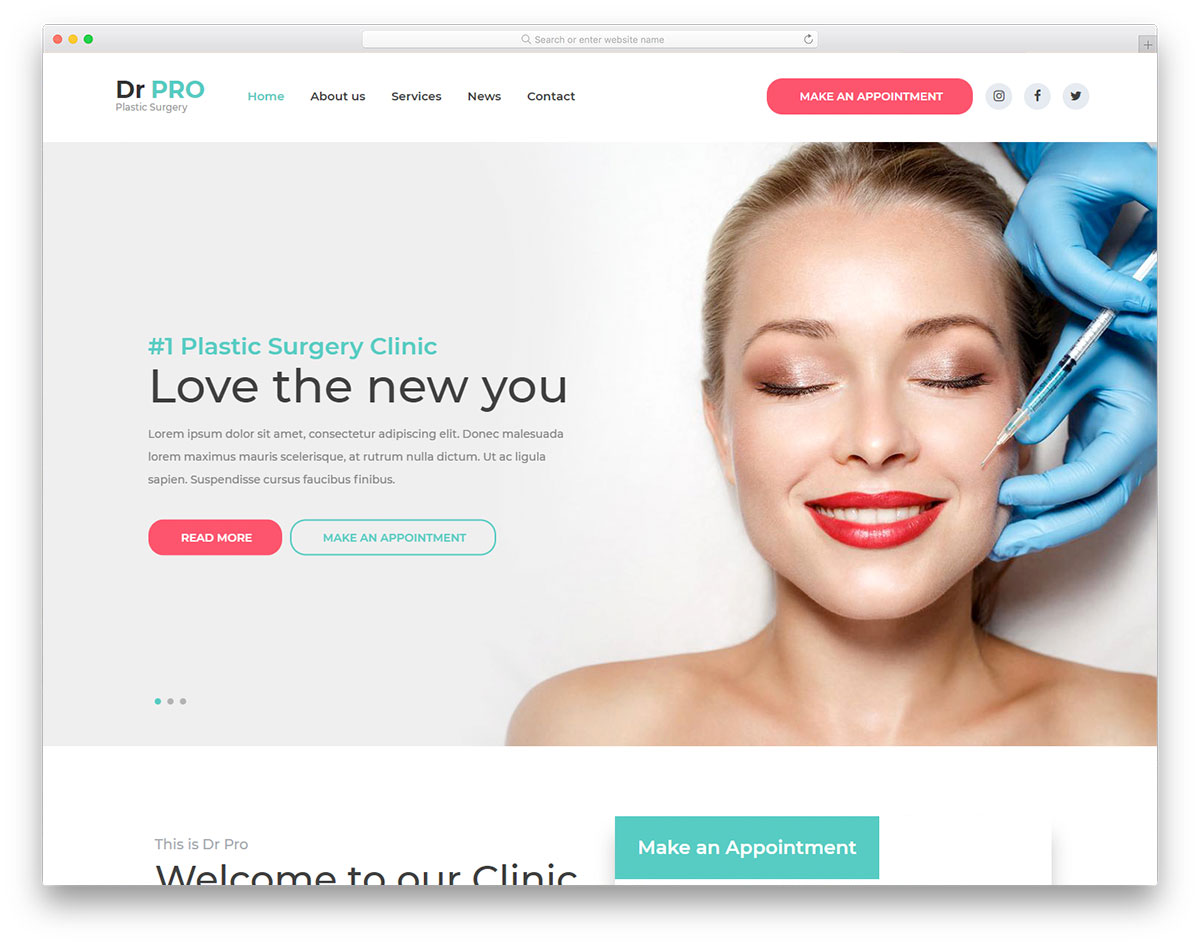 Search or enter website name
Dr PRO
Plastic Surgery
Home
About us
Services
News
Contact
MAKE AN APPOINTMENT
#1 Plastic Surgery Clinic
Love the new you
Lorem ipsum dolor sit amet, consectetur adipiscing elit. Donec malesuada
lorem maximus mauris scelerisque, at rutrum nulla dictum. Ut ac ligula
sapien. Suspendisse cursus faucibus finibus.
READ MORE
MAKE AN APPOINTMENT
This is Dr Pro
Welcome to our Clinic
Make an Appointment